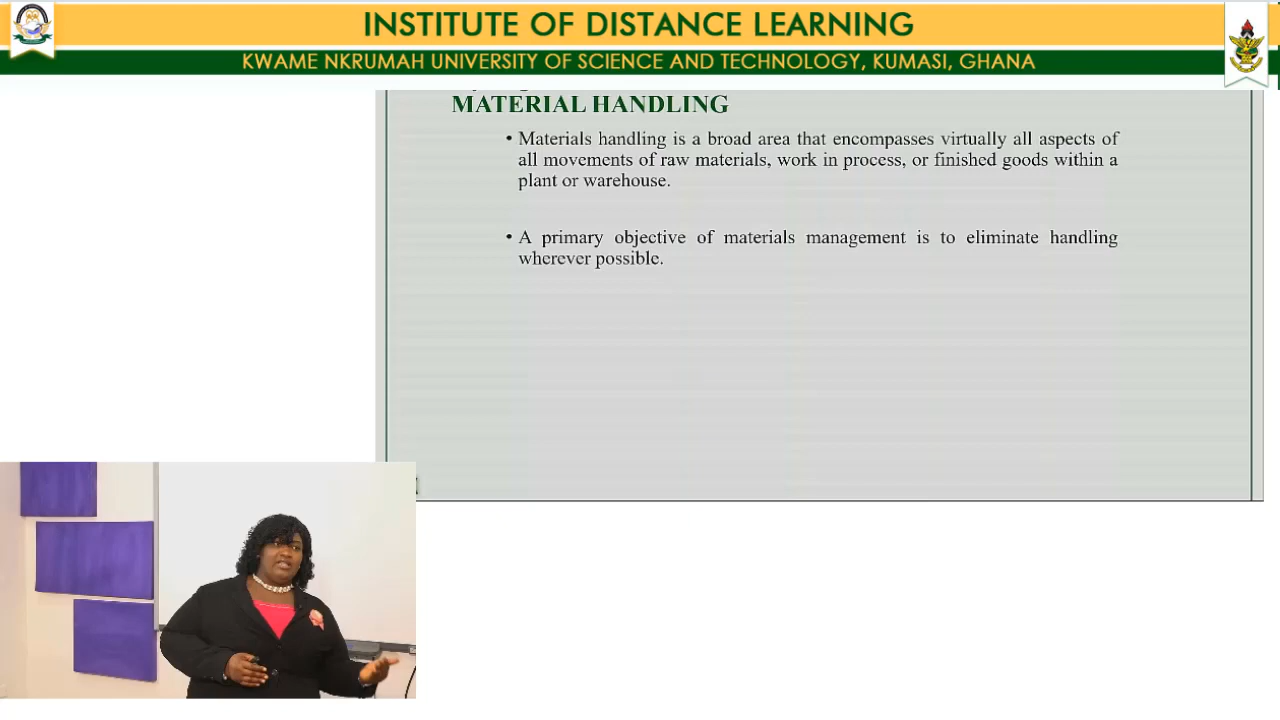 INSTITUTE OF DISTANCE LEARNING
KWAME NKRUMAH UNIVERSITY OF SCIENCE AND TECHNOLOGY, KUMASI, GHANA
MATERIAL HANDLING
• Materials handling is a broad area that encompasses virtually all aspects of
all movements of raw materials, work in process, or finished goods within a
plant or warehouse.
• A primary objective of materials management is to eliminate handling
wherever possible.